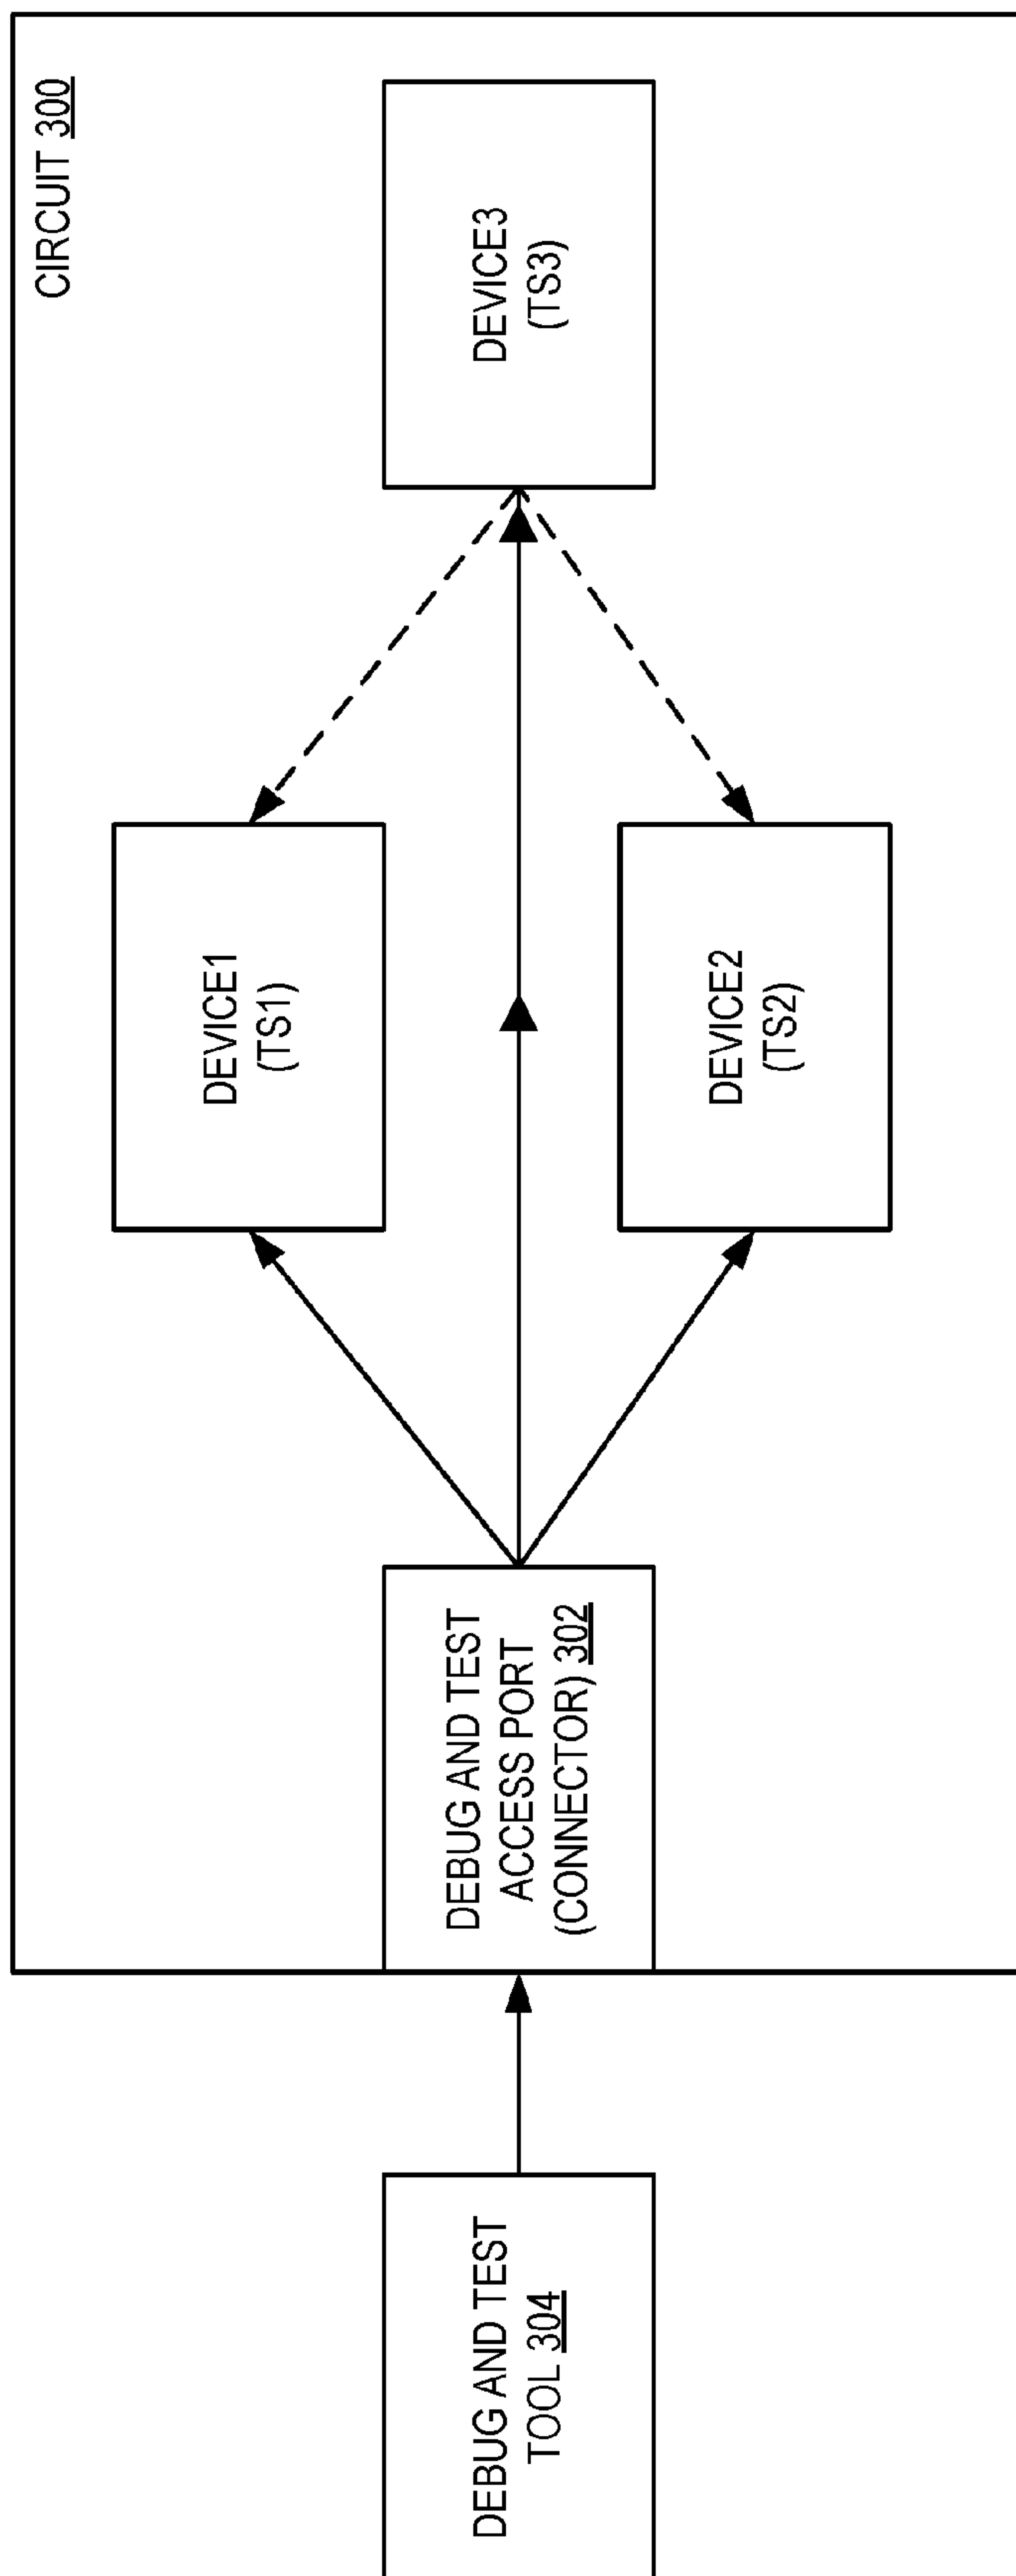 CIRCUIT 300
DEBUG AND TEST
TOOL 304
DEBUG AND TEST
ACCESS PORT
(CONNECTOR) 302
DEVICE1
(TS1)
DEVICE2
(TS2)
DEVICE3
(TS3)